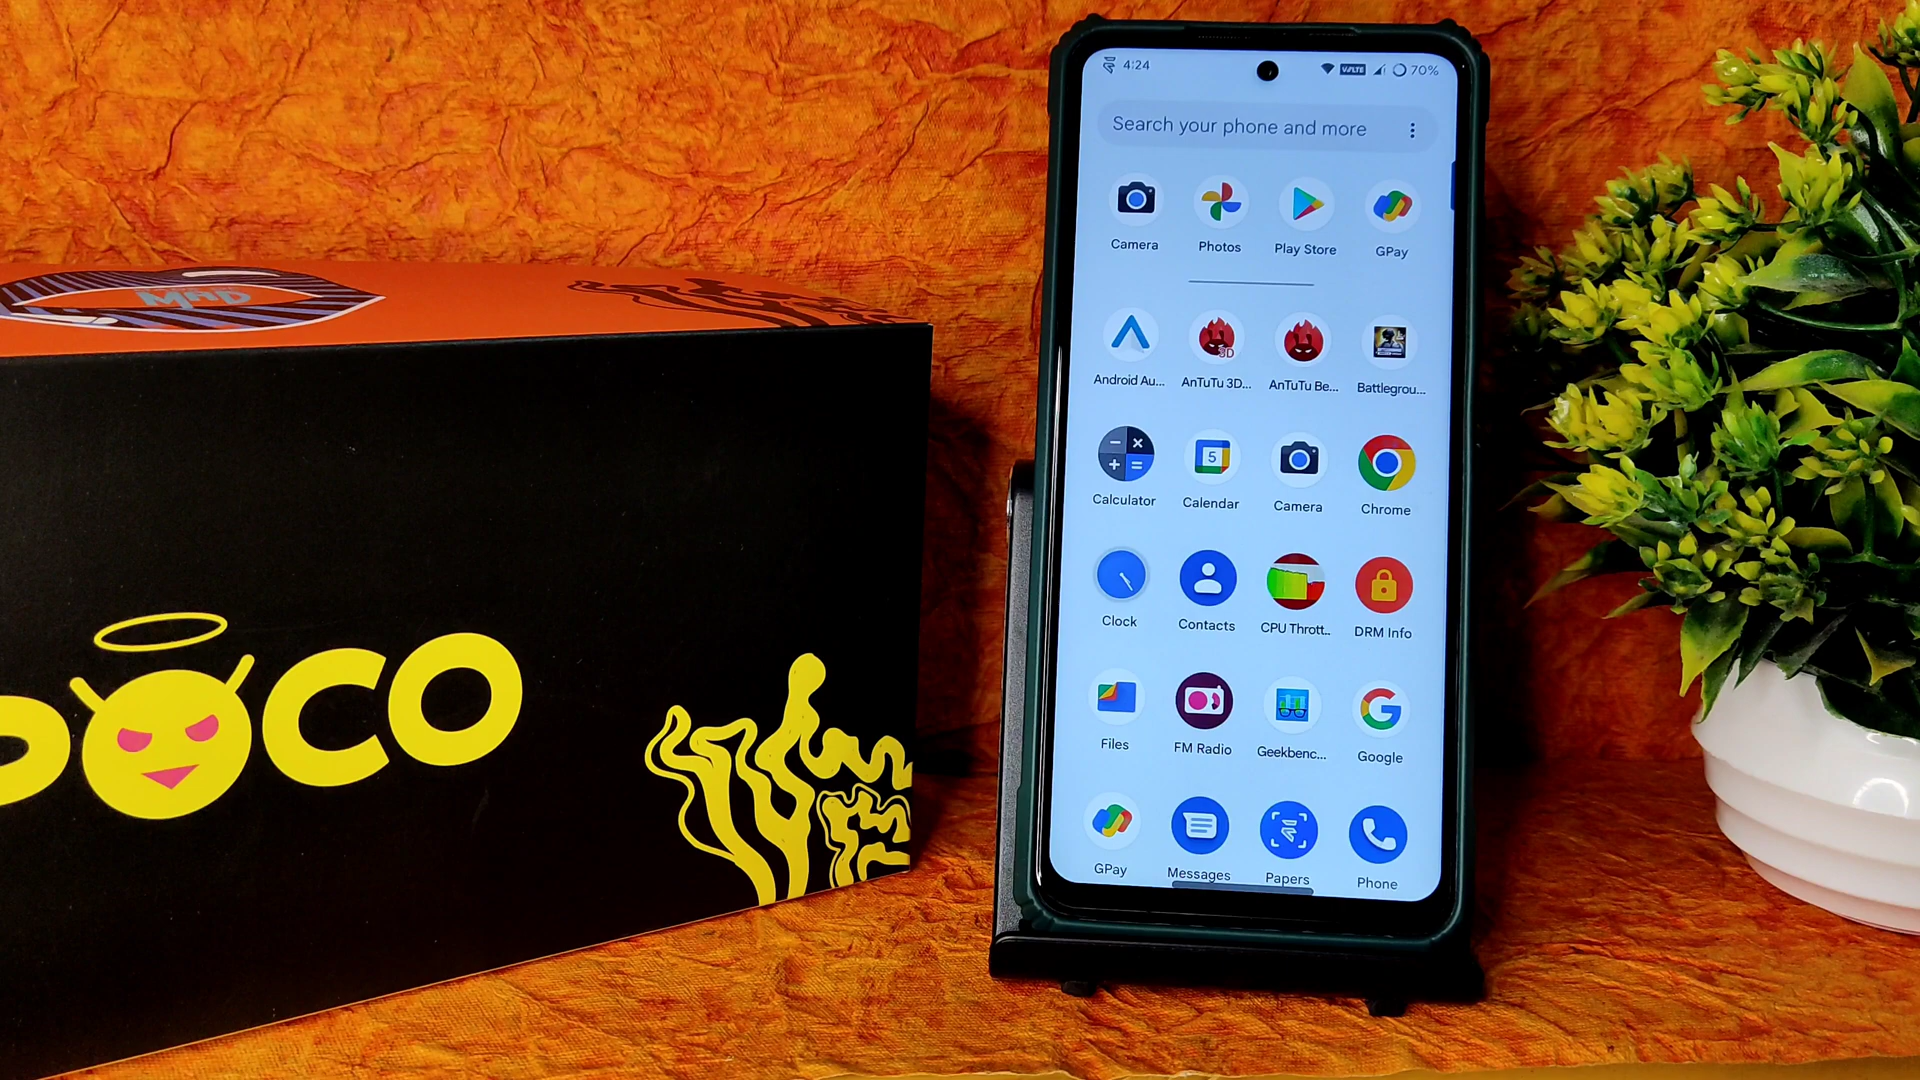 MAD
POCO
4:24
VoLTE
70%
Search your phone and more
Camera
Photos
Play Store
GPay
Android Au...
AnTuTu 3D...
AnTuTu Be...
Battlegrou...
Calculator
Calendar
Camera
Chrome
Clock
Contacts
CPU Thrott..
DRM Info
Files
FM Radio
Geekbenc...
Google
GPay
Messages
Papers
Phone